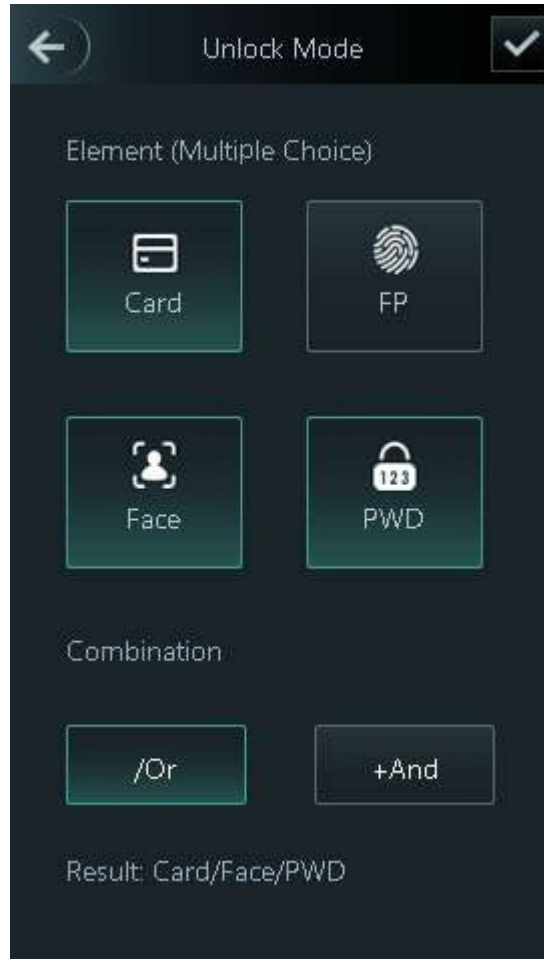 Unlock Mode
Element (Multiple Choice)
Card
FP
Face
123
PWD
Combination
/Or
+And
Result: Card/Face/PWD